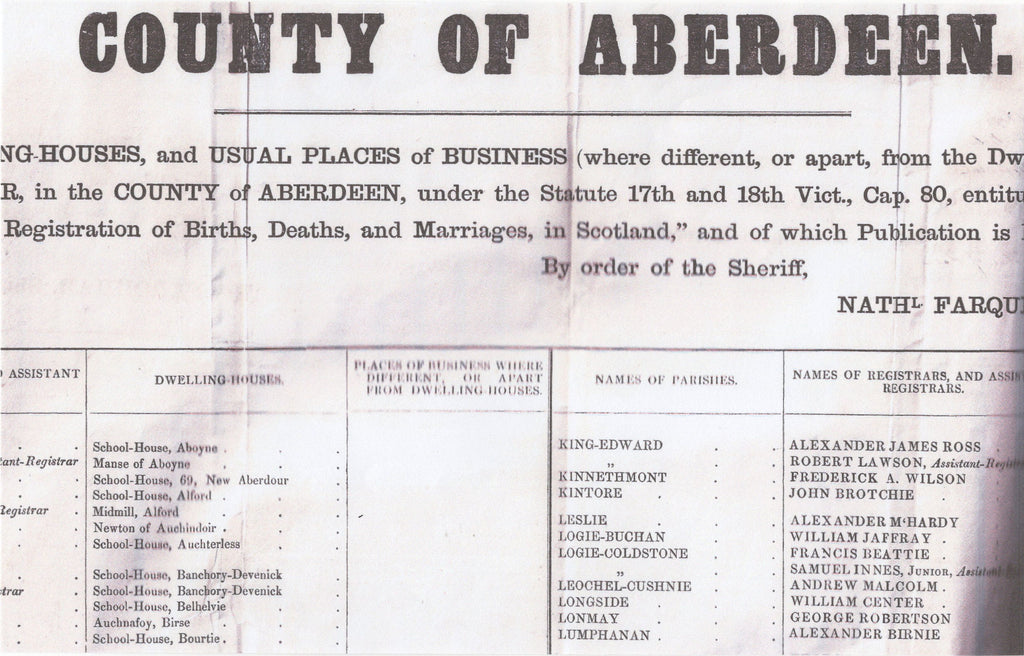 COUNTY OF ABERDEEN.
NG-HOUSES, and USUAL PLACES of BUSINESS (where different, or apart, from the Dw
R, in the COUNTY of ABERDEEN, under the Statute 17th and 18th Vict., Cap. 80, entitu
Registration of Births, Deaths, and Marriages, in Scotland,” and of which Publication is
By order of the Sheriff,
NATHL. FARQU
ASSISTANT
DWELLING-HOUSES.
PLACES OF BUSINESS WHERE
DIFFERENT, OR APART
FROM DWELLING-HOUSES.
NAMES OF PARISHES.
NAMES OF REGISTRARS, AND ASSIS
REGISTRARS.
School-House, Aboyne .
tant-Registrar Manse of Aboyne
School-House, 69, New Aberdour
School-House, Alford .
Registrar . Midmill, Alford
Newton of Auchindoir .
School-House, Auchterless
School-House, Banchory-Devenick
trar . School-House, Banchory-Devenick
School-House, Belhelvie
Auchnafoy, Birse
School-House, Bourtie .
KING-EDWARD . . ALEXANDER JAMES ROSS
„ . ROBERT LAWSON, Assistant-Regis
KINNETHMONT . . FREDERICK A. WILSON
KINTORE . . JOHN BROTCHIE .
LESLIE . . ALEXANDER M‘HARDY
LOGIE-BUCHAN . . WILLIAM JAFFRAY .
LOGIE-COLDSTONE . . FRANCIS BEATTIE .
„ . SAMUEL INNES, JUNIOR, Assistant
LEOCHEL-CUSHNIE . ANDREW MALCOLM .
LONGSIDE . . WILLIAM CENTER .
LONMAY . . GEORGE ROBERTSON
LUMPHANAN . . ALEXANDER BIRNIE